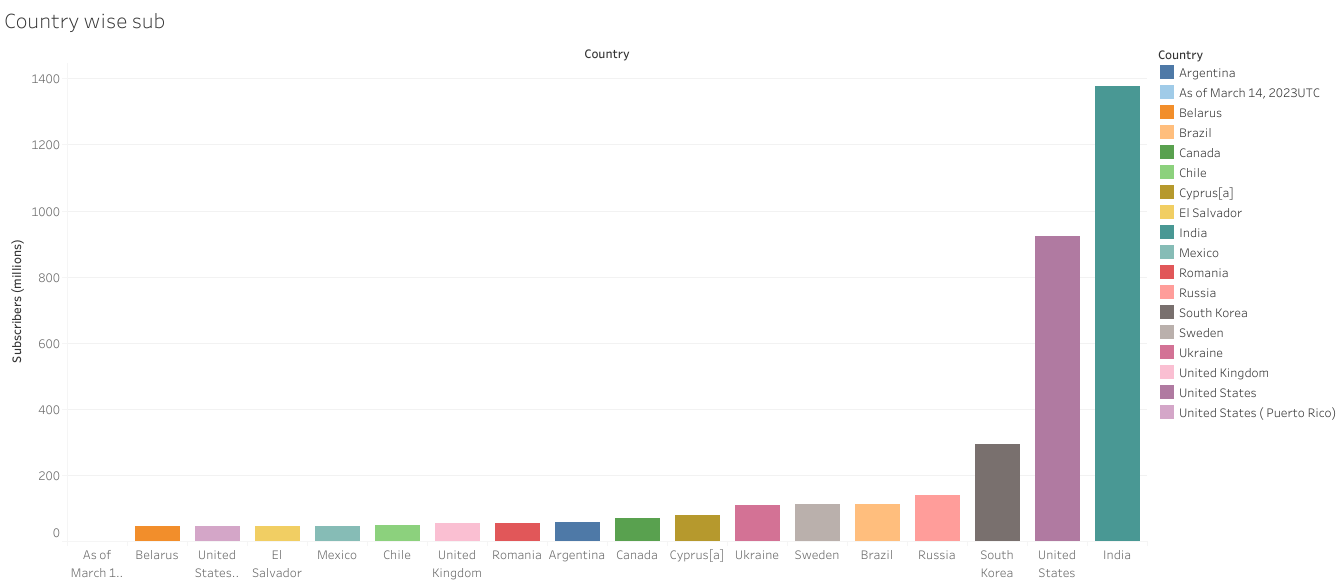 Country wise sub
Country
Subscribers (millions)
1400
1200
1000
800
600
400
200
0
As of
March 1..
Belarus
United
States..
El
Salvador
Mexico
Chile
United
Kingdom
Romania
Argentina
Canada
Cyprus[a]
Ukraine
Sweden
Brazil
Russia
South
Korea
United
States
India
Country
Argentina
As of March 14, 2023UTC
Belarus
Brazil
Canada
Chile
Cyprus[a]
El Salvador
India
Mexico
Romania
Russia
South Korea
Sweden
Ukraine
United Kingdom
United States
United States ( Puerto Rico)